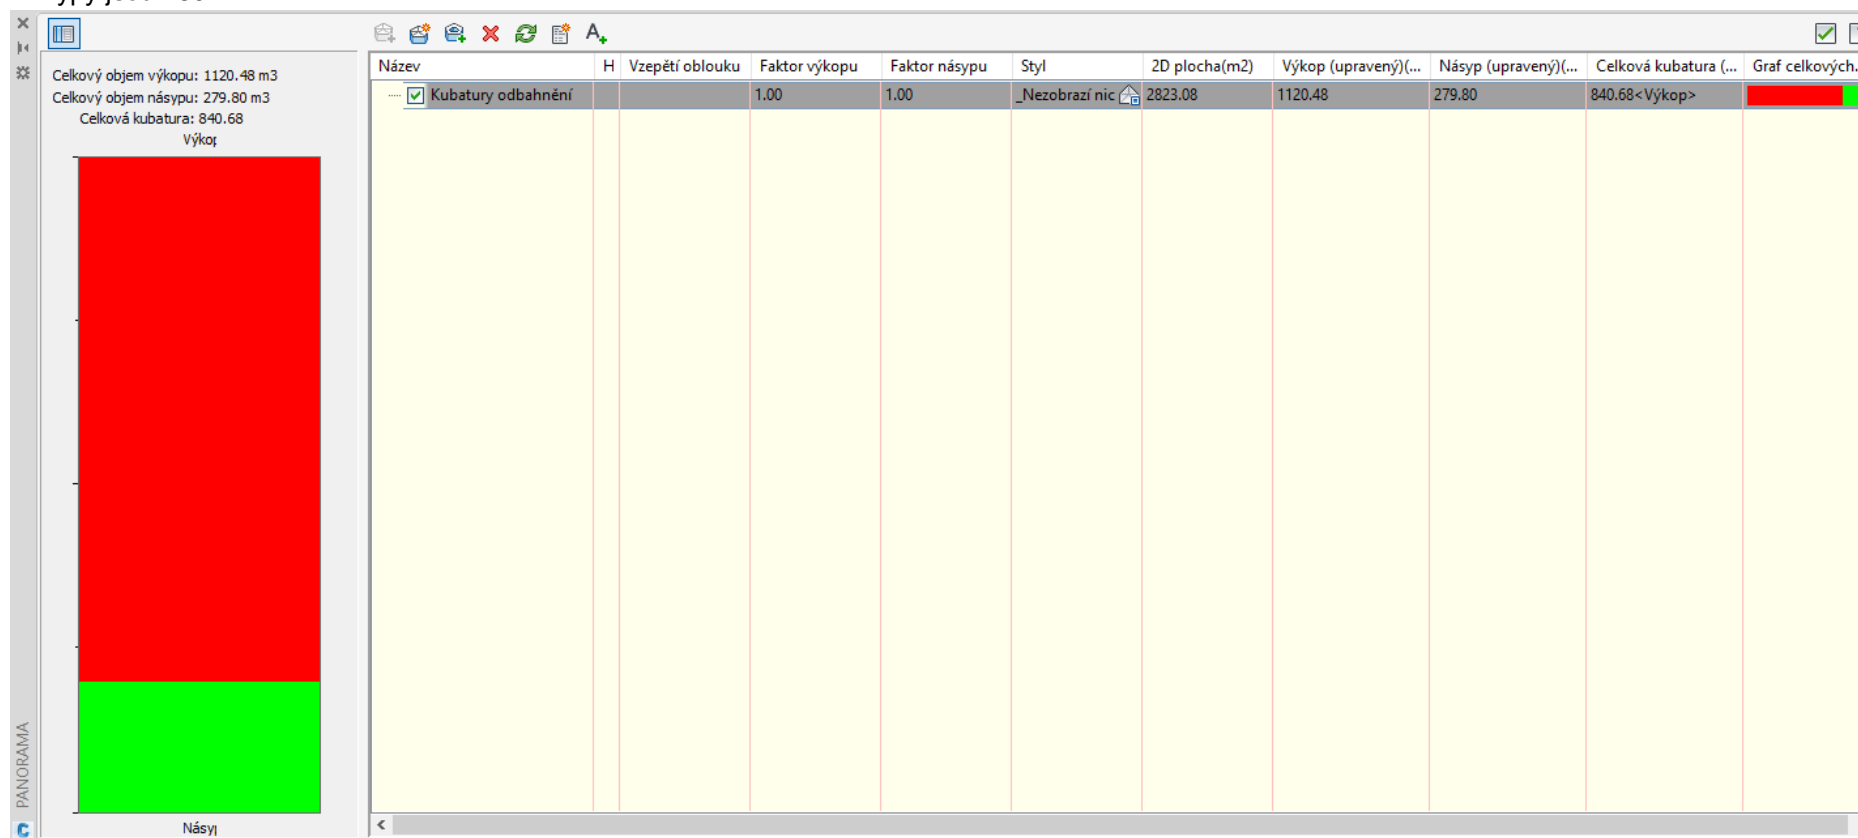 Celkový objem výkopu: 1120.48 m3
Celkový objem násypu: 279.80 m3
Celková kubatura: 840.68
Výkop
Násy
PANORAMA
Název H Vzepětí oblouku Faktor výkopu Faktor násypu Styl 2D plocha(m2) Výkop (upravený)(... Násyp (upravený)(... Celková kubatura (... Graf celkových.
Kubatury odbahnění 1.00 1.00 _Nezobrazí nic 2823.08 1120.48 279.80 840.68<Výkop>